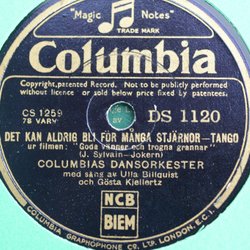 "Magic Notes"
TRADE MARK
Columbia
Copyright, patent Record. Not to be publicly performed
without licence or sold below price fixed by patentees.
CS 1259
78 VARV
DS 1120
DET KAN ALDRIG BLI FÖR MÅNGA STJÄRNOR—TANGO
ur filmen: "Goda vänner och trogna grannar"
(J. Sylvain-Jokern)
COLUMBIAS DANSORKESTER
med sång av Ulla Billquist
och Gösta Kjellertz
NCB
BIEM
COLUMBIA GRAPHOPHONE CO. LTD. LONDON, E.C.1.